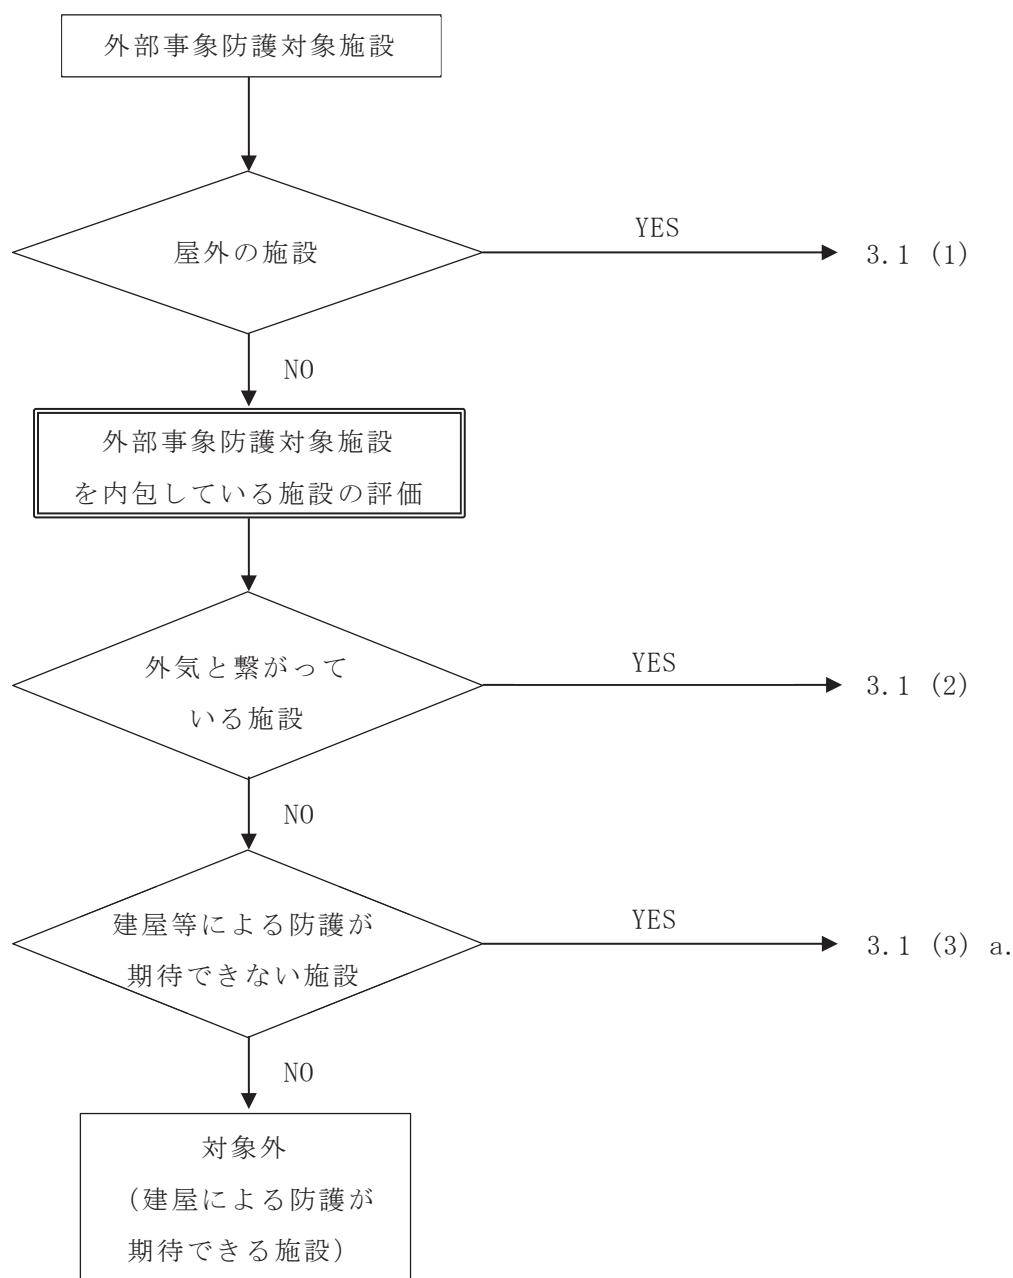 外部事象防護対象施設
屋外の施設
YES
3.1 (1)
NO
外部事象防護対象施設
を内包している施設の評価
外気と繋がって
いる施設
YES
3.1 (2)
NO
建屋等による防護が
期待できない施設
YES
3.1 (3) a.
NO
対象外
（建屋による防護が
期待できる施設）